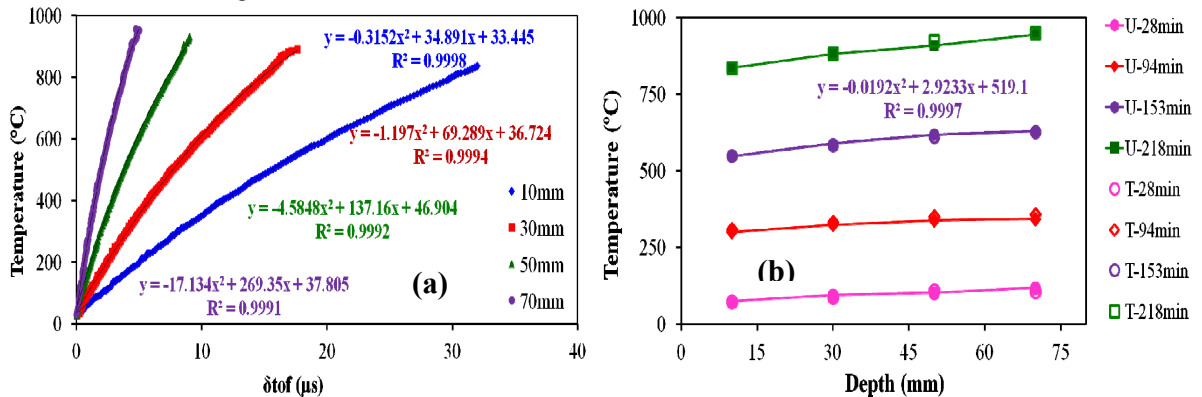 1000
800
600
400
200
0
Temperature (°C)
0 10 20 30 40
δtof (µs)
y = -0.3152x² + 34.891x + 33.445
R² = 0.9998
y = -1.197x² + 69.289x + 36.724
R² = 0.9994
y = -4.5848x² + 137.16x + 46.904
R² = 0.9992
y = -17.134x² + 269.35x + 37.805
R² = 0.9991
(a)
10mm
30mm
50mm
70mm
1000
750
500
250
0
Temperature (°C)
0 15 30 45 60 75
Depth (mm)
y = -0.0192x² + 2.9233x + 519.1
R² = 0.9997
(b)
U-28min
U-94min
U-153min
U-218min
T-28min
T-94min
T-153min
T-218min